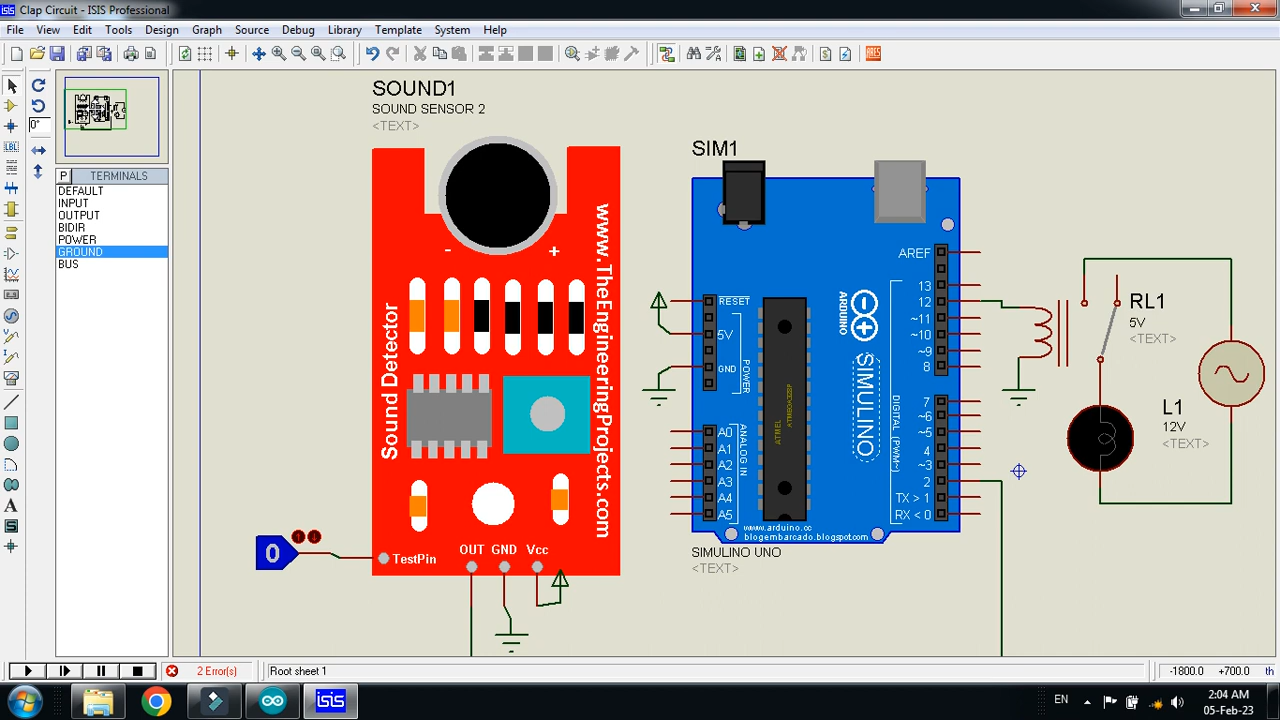 Clap Circuit - ISIS Professional
File View Edit Tools Design Graph Source Debug Library Template System Help
0°
LBL
P TERMINALS
DEFAULT
INPUT
OUTPUT
BIDIR
POWER
GROUND
BUS
SOUND1
SOUND SENSOR 2
<TEXT>
- +
Sound Detector
www.TheEngineeringProjects.com
OUT GND Vcc
TestPin
0
SIM1
AREF
13
12
~11
~10
~9
8
7
~6
~5
4
~3
2
TX > 1
RX < 0
DIGITAL (PWM~)
RESET
5V
GND
POWER
A0
A1
A2
A3
A4
A5
ANALOG IN
ARDUINO
SIMULINO
ATMEL
www.arduino.cc
blogembarcado.blogspot.com
SIMULINO UNO
<TEXT>
RL1
5V
<TEXT>
L1
12V
<TEXT>
ARES
2 Error(s)
Root sheet 1
-1800.0 +700.0 th
isis
EN
2:04 AM
05-Feb-23